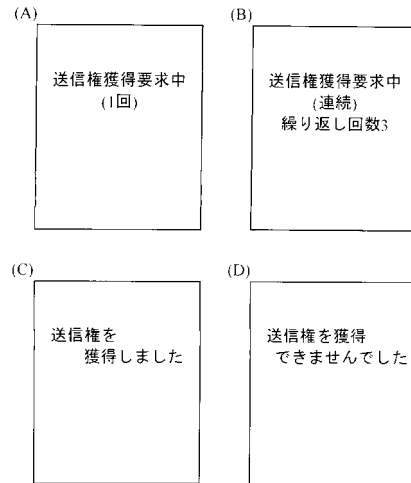 (A)
送信権獲得要求中
(1回)
(B)
送信権獲得要求中
(連続)
繰り返し回数3
(C)
送信権を
獲得しました
(D)
送信権を獲得
できませんでした